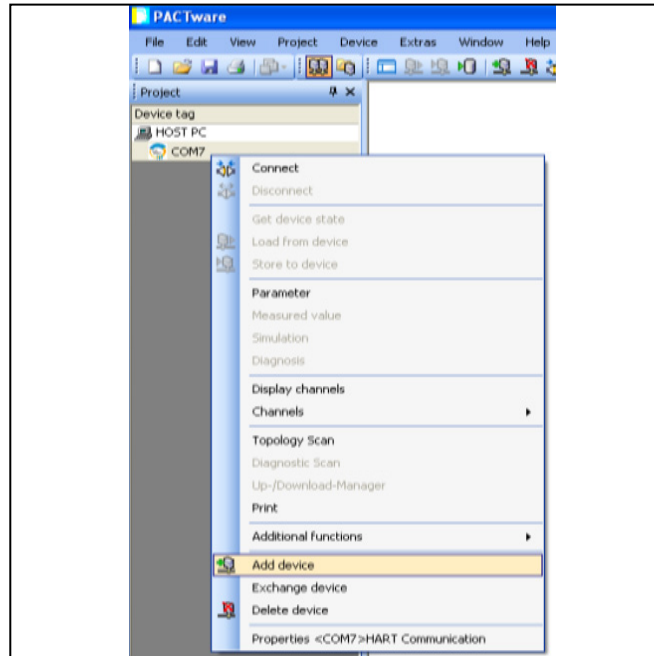 PACTware
File Edit View Project Device Extras Window Help
Project
Device tag
HOST PC
COM7
Connect
Disconnect
Get device state
Load from device
Store to device
Parameter
Measured value
Simulation
Diagnosis
Display channels
Channels
Topology Scan
Diagnostic Scan
Up-/Download-Manager
Print
Additional functions
Add device
Exchange device
Delete device
Properties <COM7>HART Communication